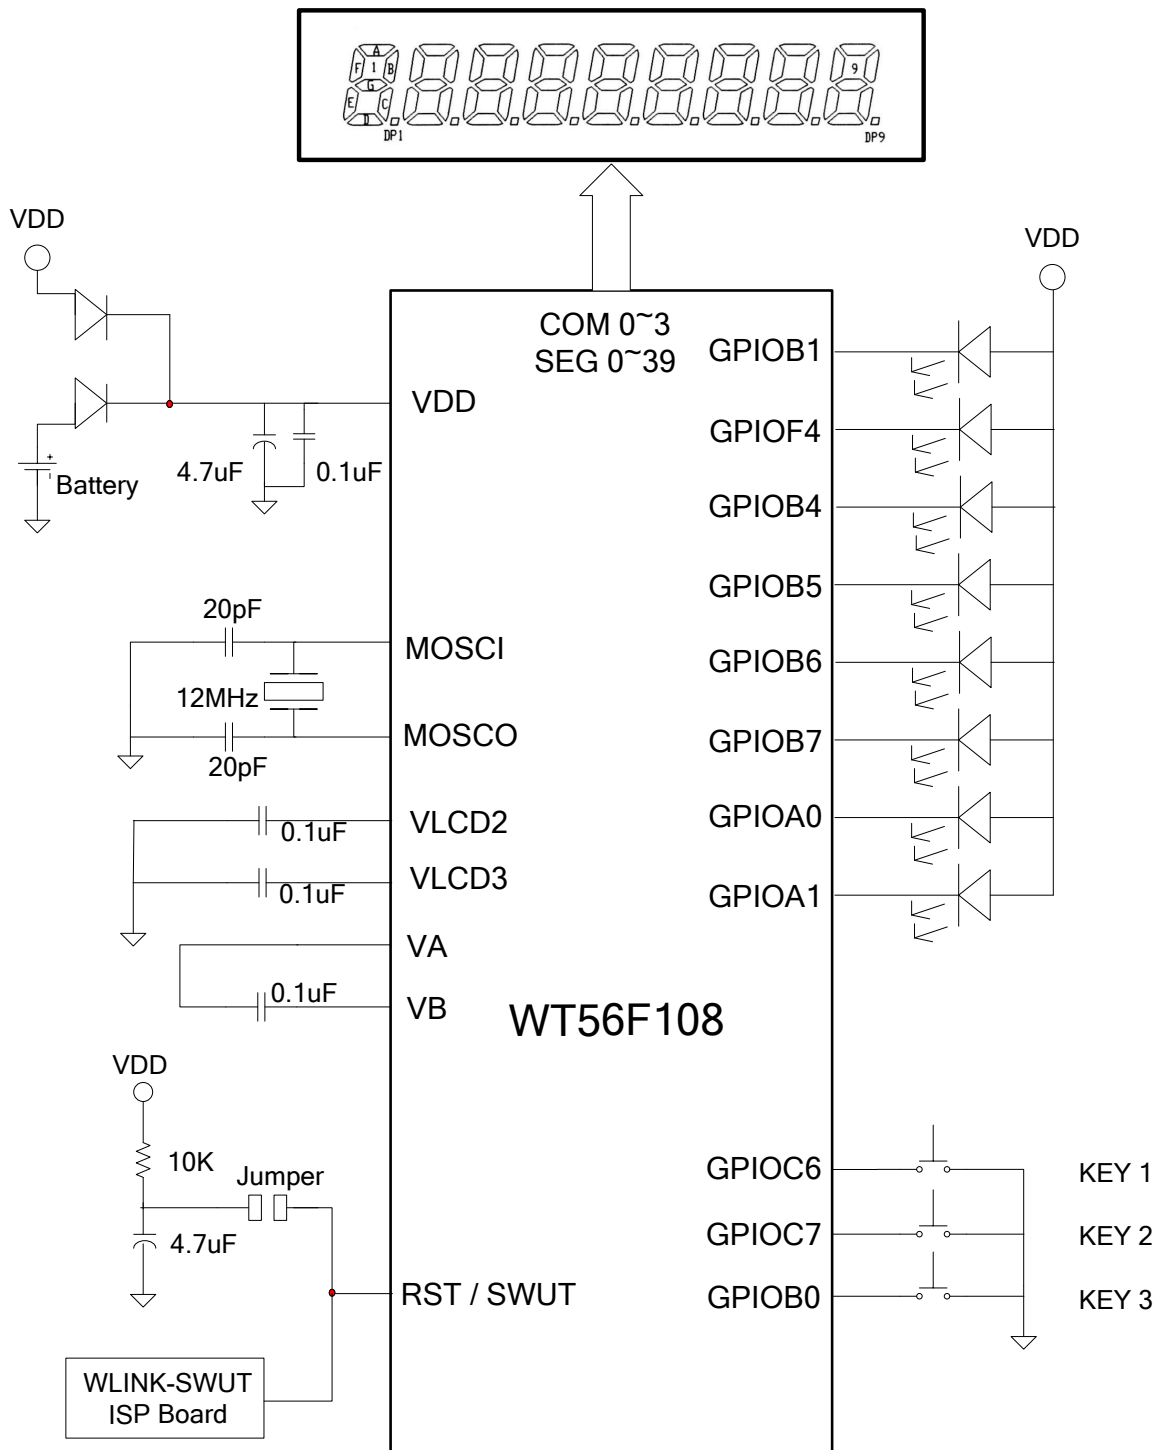 A
F 1 B
G
E C
D
DP1
9
DP9
VDD
VDD
COM 0~3
SEG 0~39
GPIOB1
VDD
GPIOF4
+
-
Battery
4.7uF
0.1uF
GPIOB4
GPIOB5
20pF
MOSCI
GPIOB6
12MHz
MOSCO
GPIOB7
20pF
VLCD2
0.1uF
GPIOA0
VLCD3
0.1uF
GPIOA1
VA
0.1uF
VB
WT56F108
VDD
10K
Jumper
GPIOC6
KEY 1
4.7uF
GPIOC7
KEY 2
RST / SWUT
GPIOB0
KEY 3
WLINK-SWUT
ISP Board